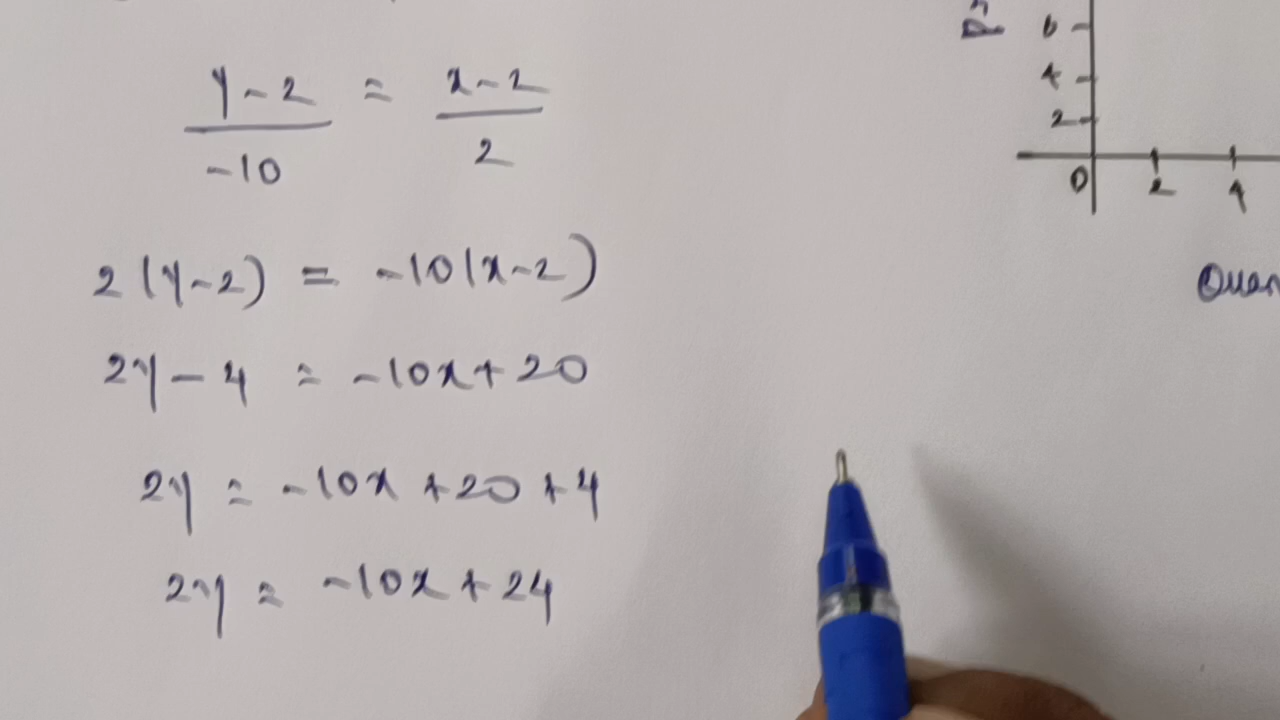 y-2 = x-2
-10 2
2(y-2) = -10(x-2)
2y-4 = -10x+20
2y = -10x+20+4
2y = -10x+24
6
4
2
0 2 4